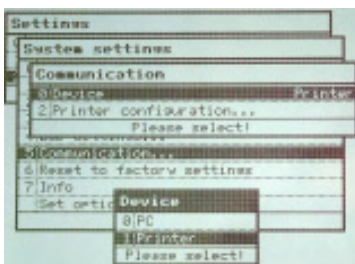 Settings
System settings
Communication
0 Device Printer
2 Printer configuration...
Please select!
5 Communication...
6 Reset to factory settings
7 Info
Set
Device
0 PC
1 Printer
Please select!